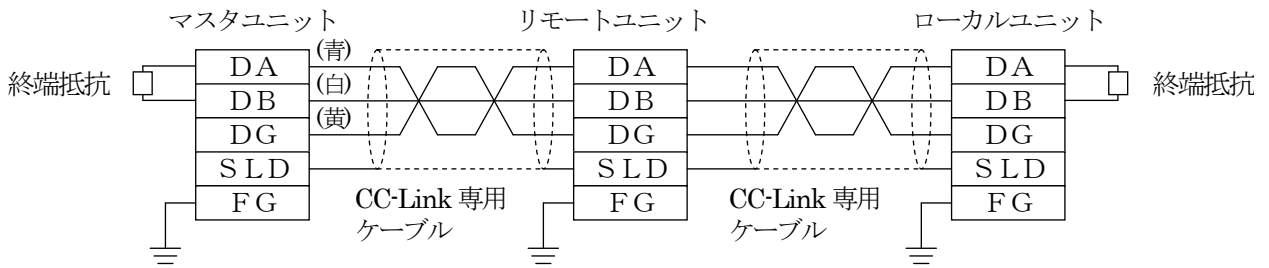 マスタユニット
リモートユニット
ローカルユニット
終端抵抗
DA
DB
DG
SLD
FG
(青)
(白)
(黄)
CC-Link 専用
ケーブル
DA
DB
DG
SLD
FG
CC-Link 専用
ケーブル
DA
DB
DG
SLD
FG
終端抵抗